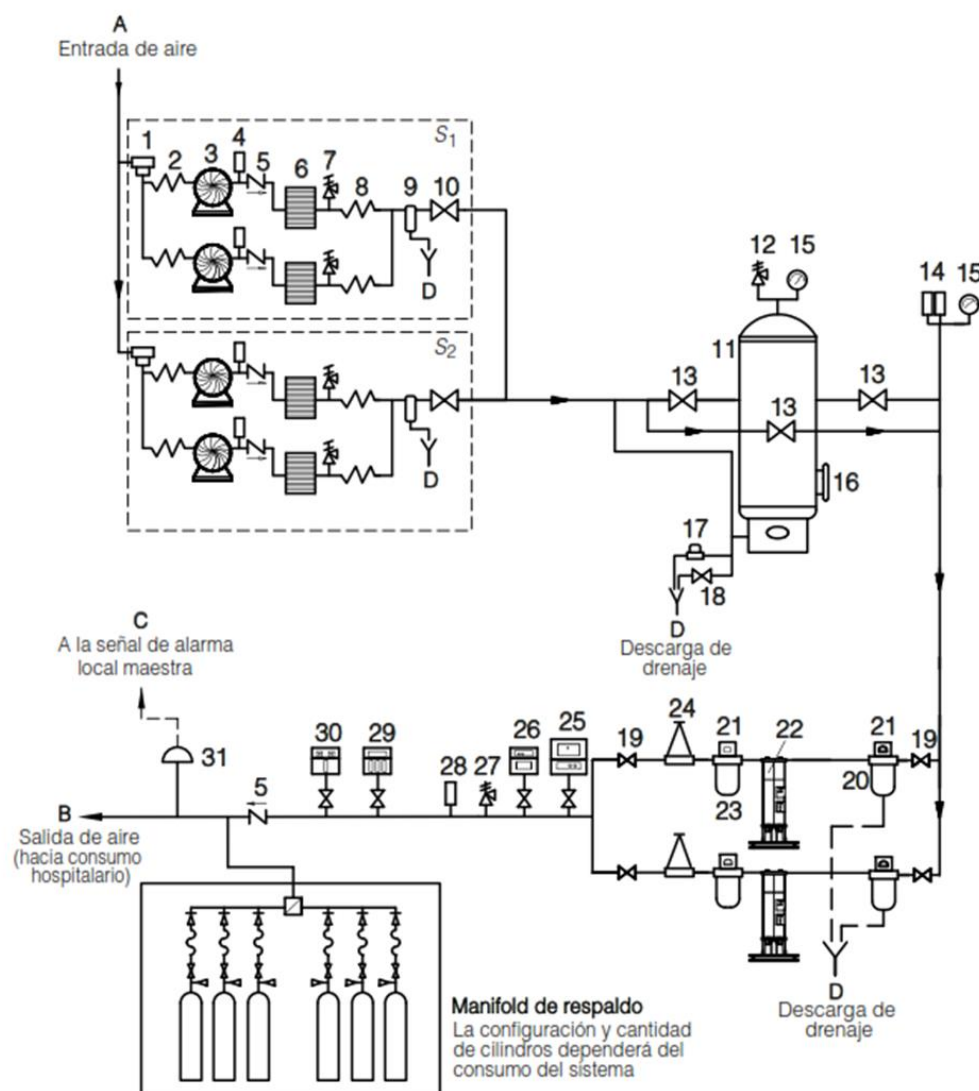 A
Entrada de aire
S1
1 2 3 4 5 6 7 8 9 10
D
S2
D
12 15
14 15
11
13 13
13
16
17
18
D
Descarga de
drenaje
C
A la señal de alarma
local maestra
31
30 29 28 27 26 25
19 24 21 22 21 19
20
23
5
B
Salida de aire
(hacia consumo
hospitalario)
D
Descarga de
drenaje
Manifold de respaldo
La configuración y cantidad
de cilindros dependerá del
consumo del sistema